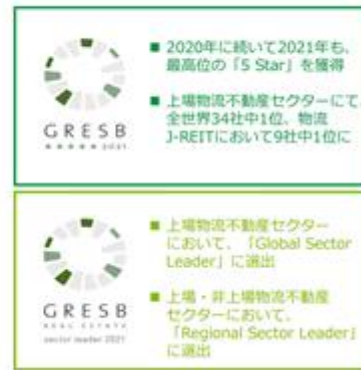 GRESB
★★★★★ 2021
■ 2020年に続いて2021年も、
最高位の「5 Star」を獲得
■ 上場物流不動産セクターにて
全世界34社中1位、物流
J-REITにおいて9社中1位に
GRESB
REAL ESTATE
sector leader 2021
■ 上場物流不動産セクター
において、「Global Sector
Leader」に選出
■ 上場・非上場物流不動産
セクターにおいて、
「Regional Sector Leader」
に選出